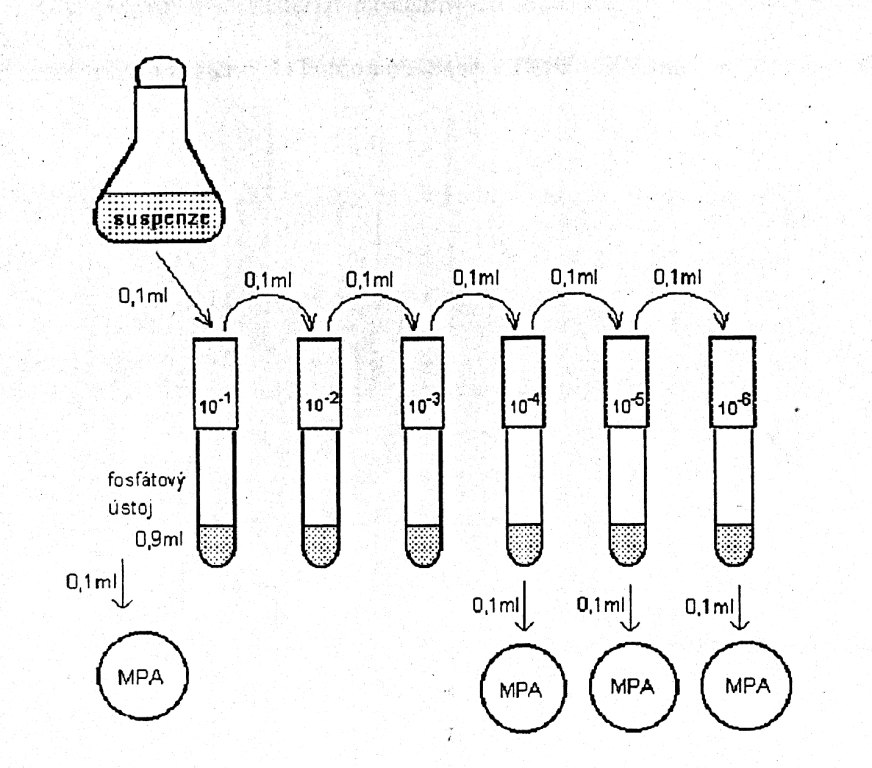 suspenze
0,1ml
0,1ml
0,1ml
0,1ml
0,1ml
0,1ml
10⁻¹
10⁻²
10⁻³
10⁻⁴
10⁻⁵
10⁻⁶
fosfátový
ústoj
0,9ml
0,1ml
0,1ml
0,1ml
0,1ml
MPA
MPA
MPA
MPA